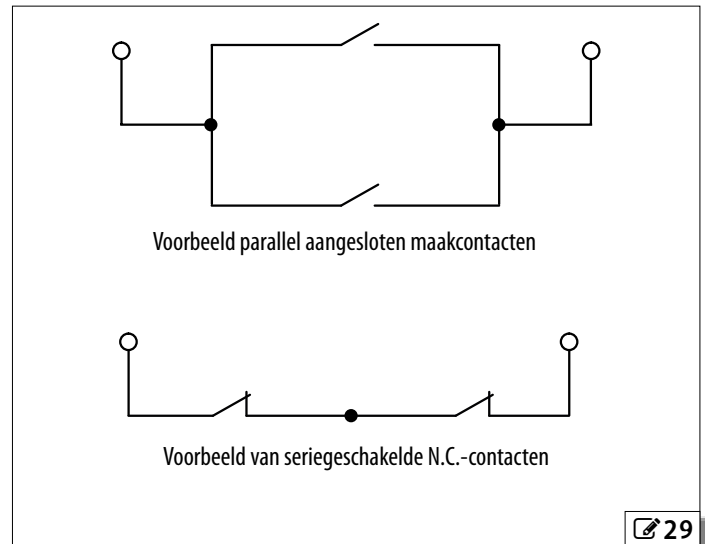 Voorbeeld parallel aangesloten maakcontacten
Voorbeeld van seriegeschakelde N.C.-contacten
29